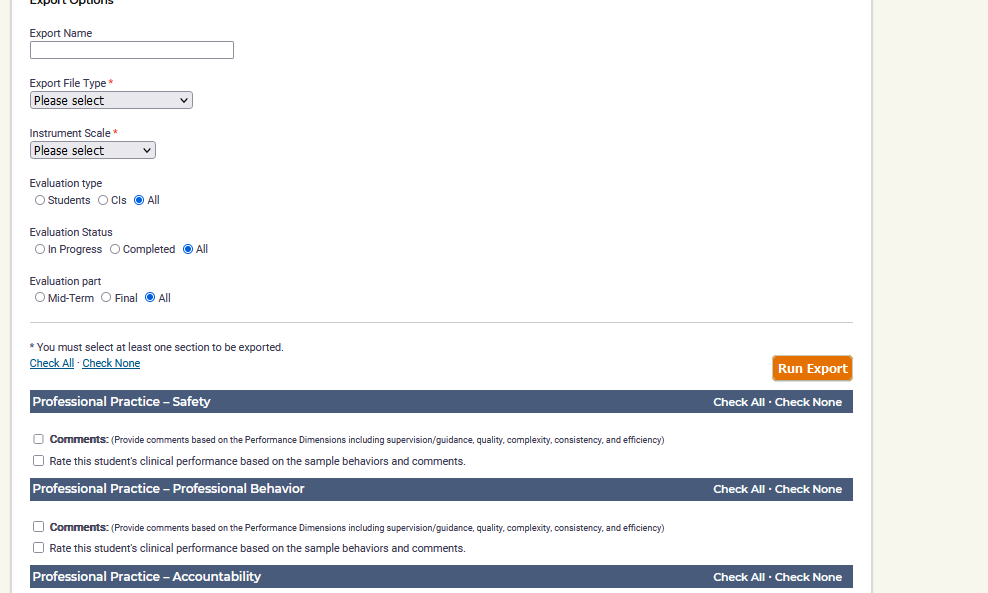 Export Options
Export Name
Export File Type *
Please select
Instrument Scale *
Please select
Evaluation type
Students CIs All
Evaluation Status
In Progress Completed All
Evaluation part
Mid-Term Final All
* You must select at least one section to be exported.
Check All · Check None
Run Export
Professional Practice – Safety Check All · Check None
Comments: (Provide comments based on the Performance Dimensions including supervision/guidance, quality, complexity, consistency, and efficiency)
Rate this student's clinical performance based on the sample behaviors and comments.
Professional Practice – Professional Behavior Check All · Check None
Comments: (Provide comments based on the Performance Dimensions including supervision/guidance, quality, complexity, consistency, and efficiency)
Rate this student's clinical performance based on the sample behaviors and comments.
Professional Practice – Accountability Check All · Check None